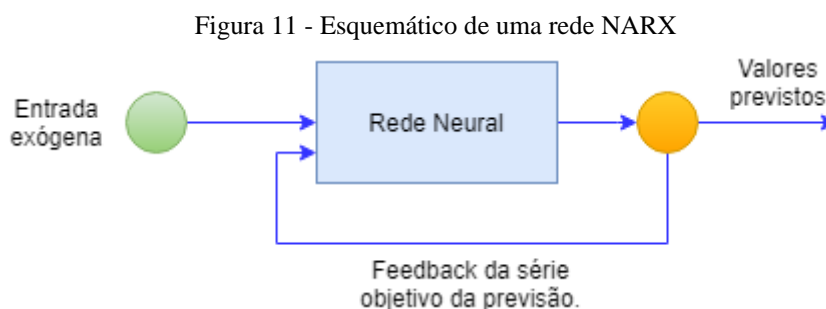 Figura 11 - Esquemático de uma rede NARX
Entrada
exógena
Rede Neural
Valores
previstos
Feedback da série
objetivo da previsão.